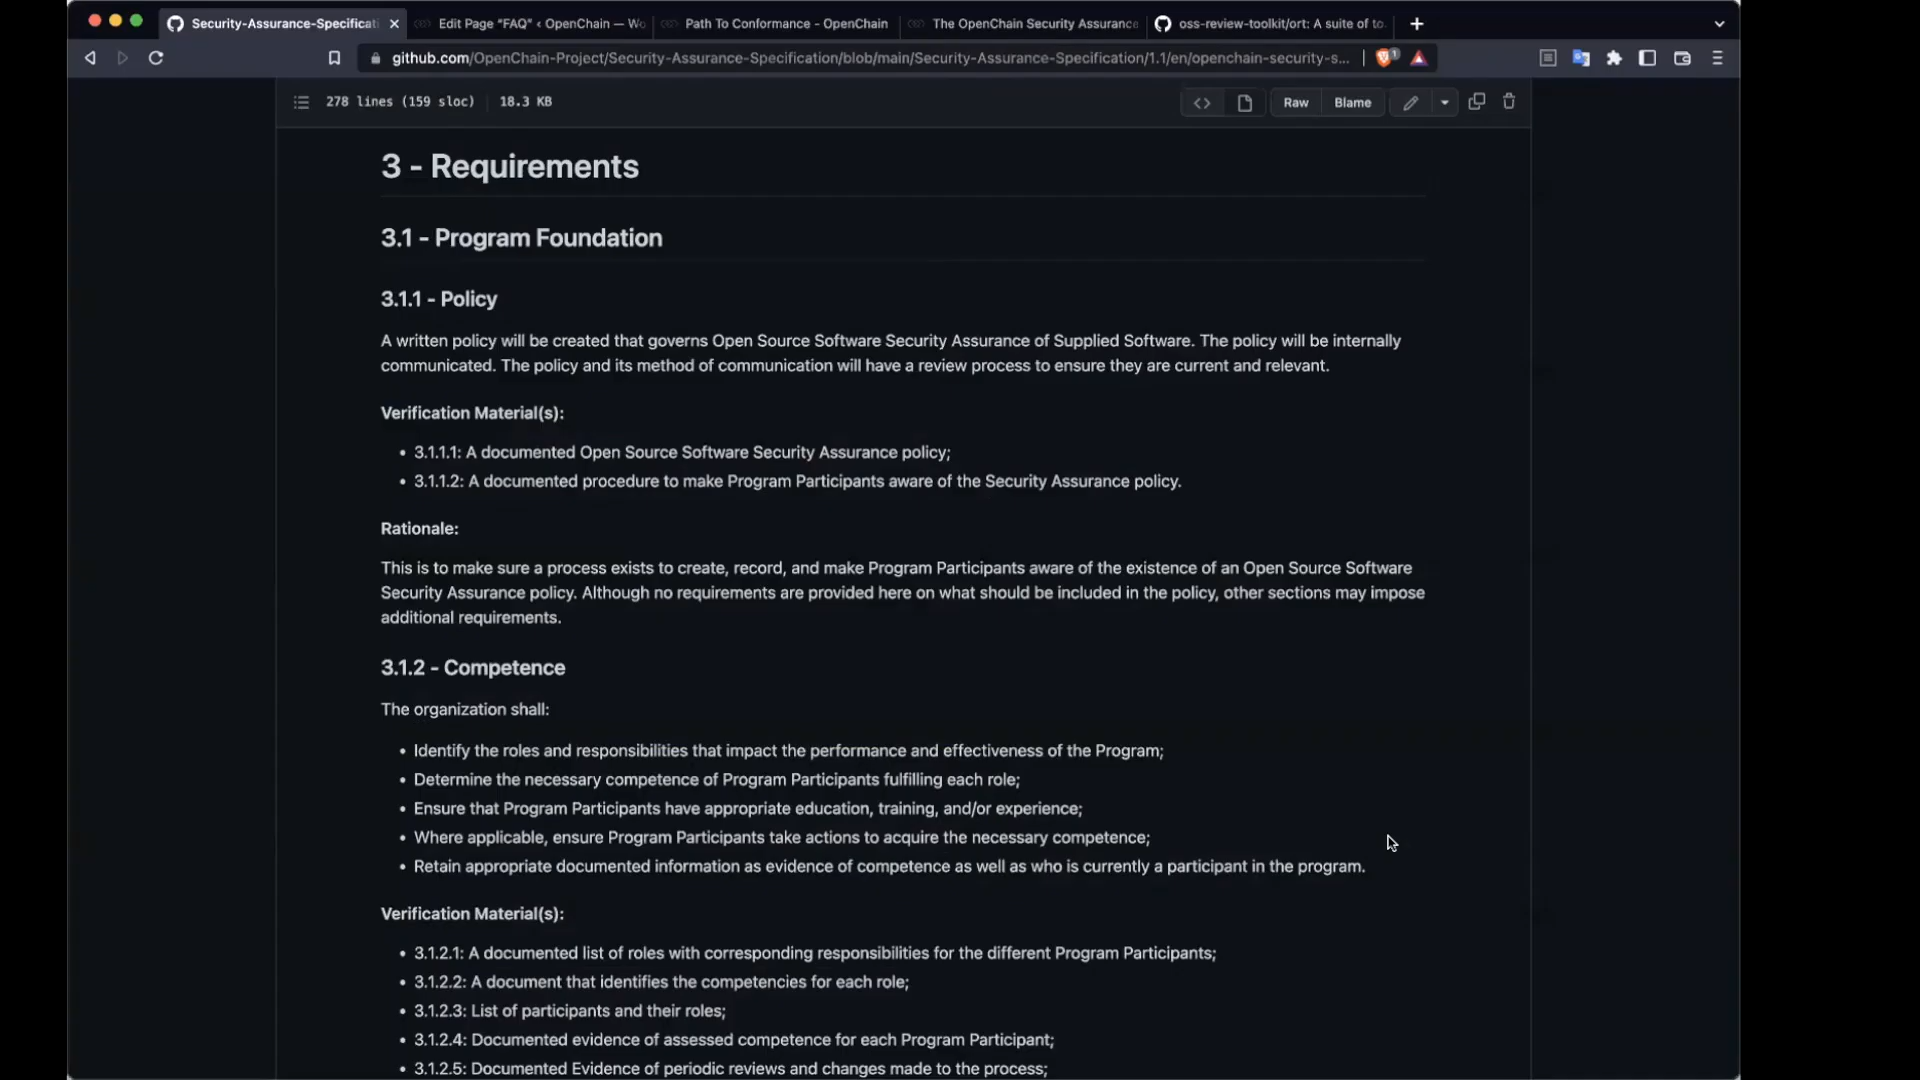 Security-Assurance-Specificati
Edit Page "FAQ" ‹ OpenChain — Wo
Path To Conformance - OpenChain
The OpenChain Security Assurance
oss-review-toolkit/ort: A suite of to
github.com/OpenChain-Project/Security-Assurance-Specification/blob/main/Security-Assurance-Specification/1.1/en/openchain-security-s...
1
278 lines (159 sloc) 18.3 KB
Raw Blame
3 - Requirements
3.1 - Program Foundation
3.1.1 - Policy
A written policy will be created that governs Open Source Software Security Assurance of Supplied Software. The policy will be internally
communicated. The policy and its method of communication will have a review process to ensure they are current and relevant.
Verification Material(s):
• 3.1.1.1: A documented Open Source Software Security Assurance policy;
• 3.1.1.2: A documented procedure to make Program Participants aware of the Security Assurance policy.
Rationale:
This is to make sure a process exists to create, record, and make Program Participants aware of the existence of an Open Source Software
Security Assurance policy. Although no requirements are provided here on what should be included in the policy, other sections may impose
additional requirements.
3.1.2 - Competence
The organization shall:
• Identify the roles and responsibilities that impact the performance and effectiveness of the Program;
• Determine the necessary competence of Program Participants fulfilling each role;
• Ensure that Program Participants have appropriate education, training, and/or experience;
• Where applicable, ensure Program Participants take actions to acquire the necessary competence;
• Retain appropriate documented information as evidence of competence as well as who is currently a participant in the program.
Verification Material(s):
• 3.1.2.1: A documented list of roles with corresponding responsibilities for the different Program Participants;
• 3.1.2.2: A document that identifies the competencies for each role;
• 3.1.2.3: List of participants and their roles;
• 3.1.2.4: Documented evidence of assessed competence for each Program Participant;
• 3.1.2.5: Documented Evidence of periodic reviews and changes made to the process;